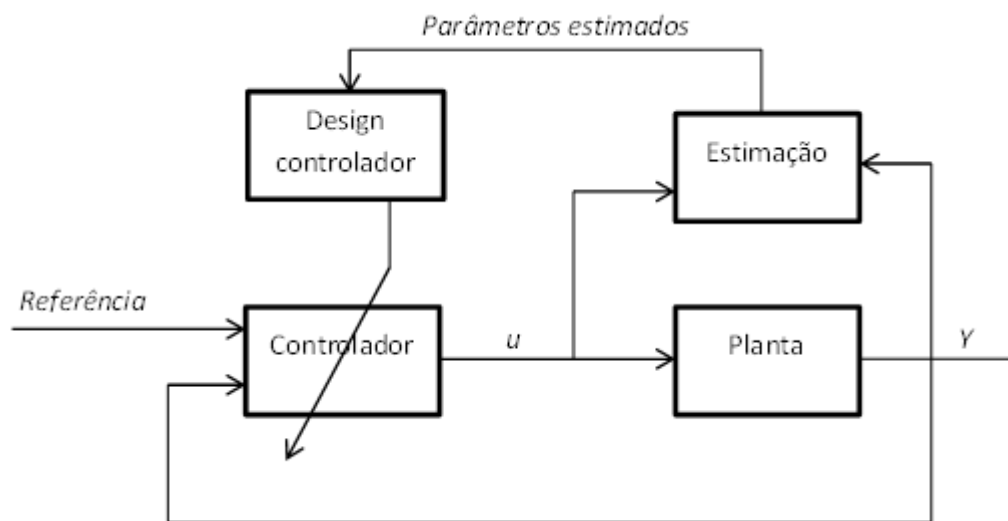 Parâmetros estimados
Design
controlador
Estimação
Referência
Controlador
u
Planta
Y